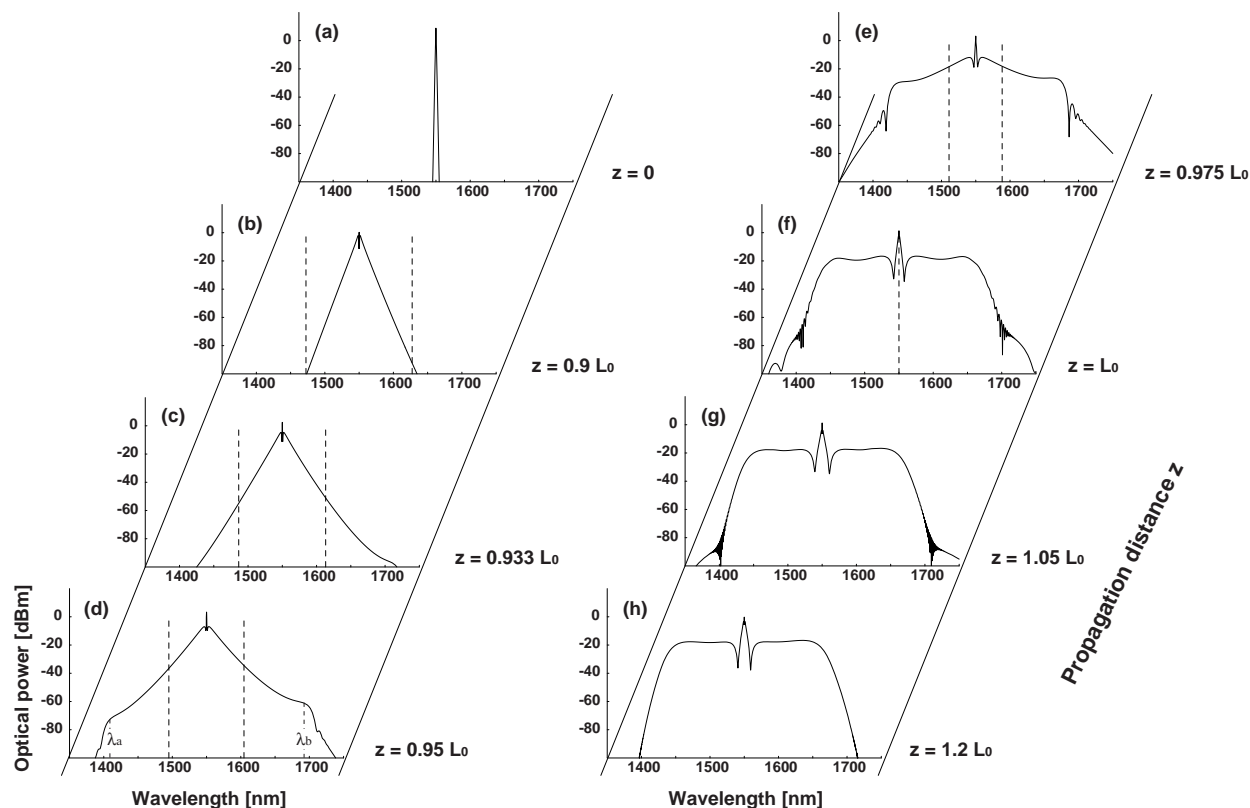 (a)
0
-20
-40
-60
-80
1400 1500 1600 1700
z = 0
(b)
0
-20
-40
-60
-80
1400 1500 1600 1700
z = 0.9 L0
(c)
0
-20
-40
-60
-80
1400 1500 1600 1700
z = 0.933 L0
(d)
0
-20
-40
-60
-80
λa λb
1400 1500 1600 1700
z = 0.95 L0
Optical power [dBm]
Wavelength [nm]
(e)
0
-20
-40
-60
-80
1400 1500 1600 1700
z = 0.975 L0
(f)
0
-20
-40
-60
-80
1400 1500 1600 1700
z = L0
(g)
0
-20
-40
-60
-80
1400 1500 1600 1700
z = 1.05 L0
(h)
0
-20
-40
-60
-80
1400 1500 1600 1700
z = 1.2 L0
Wavelength [nm]
Propagation distance z